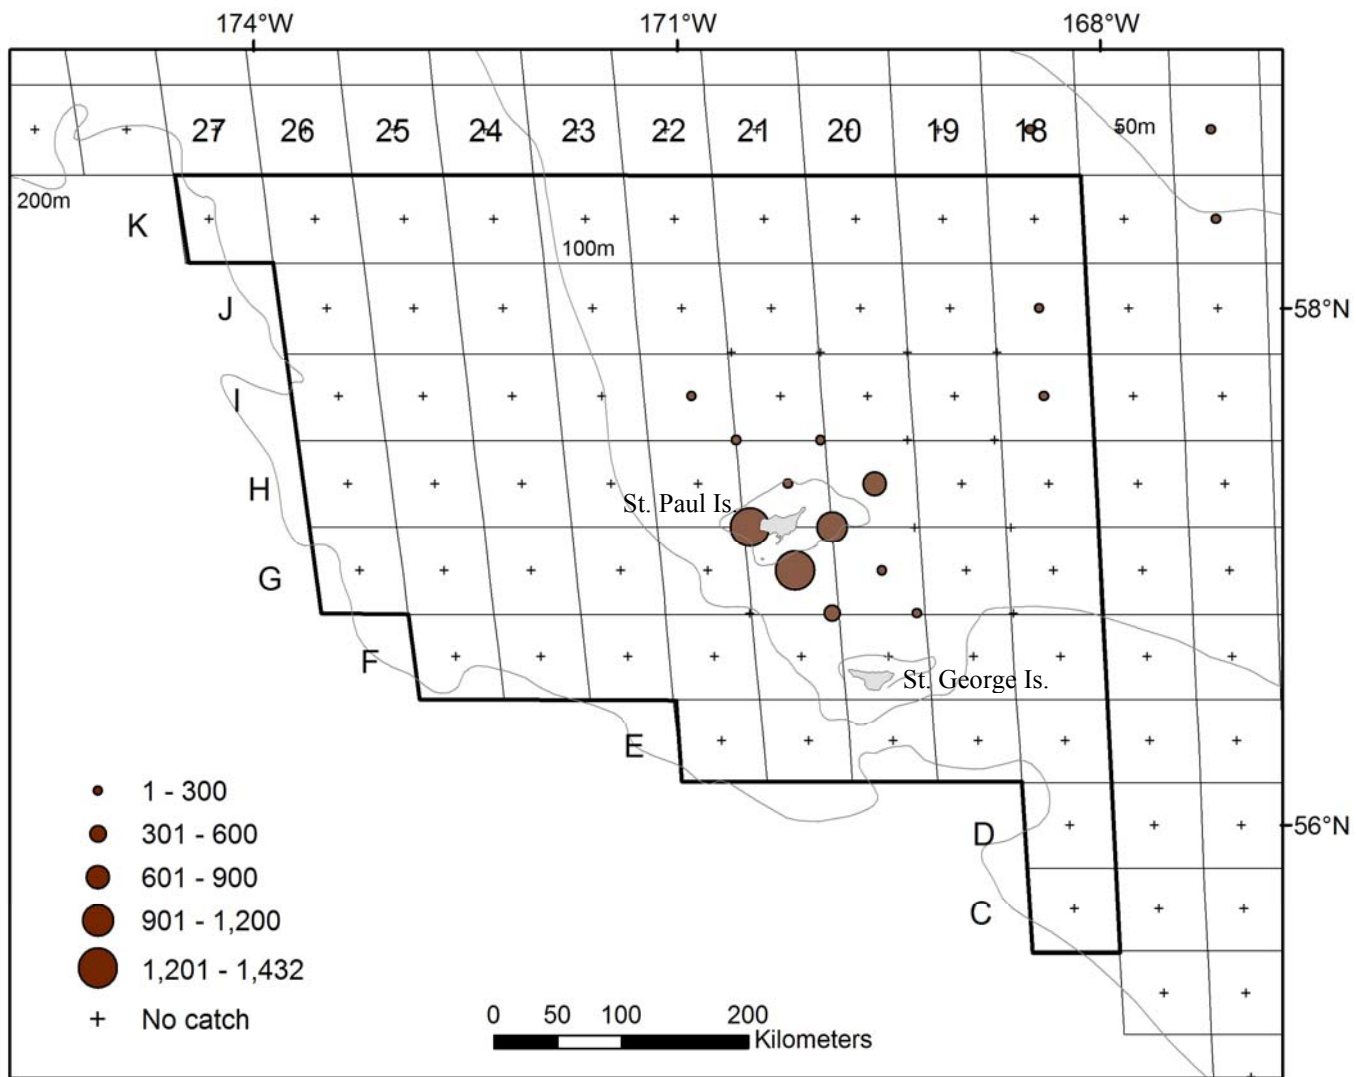 174°W 171°W 168°W
27 26 25 24 23 22 21 20 19 18 50m
200m
K
100m
J
58°N
I
H
St. Paul Is.
G
F
St. George Is.
E
1 - 300
D
56°N
301 - 600
601 - 900
C
901 - 1,200
1,201 - 1,432
No catch
0 50 100 200
Kilometers